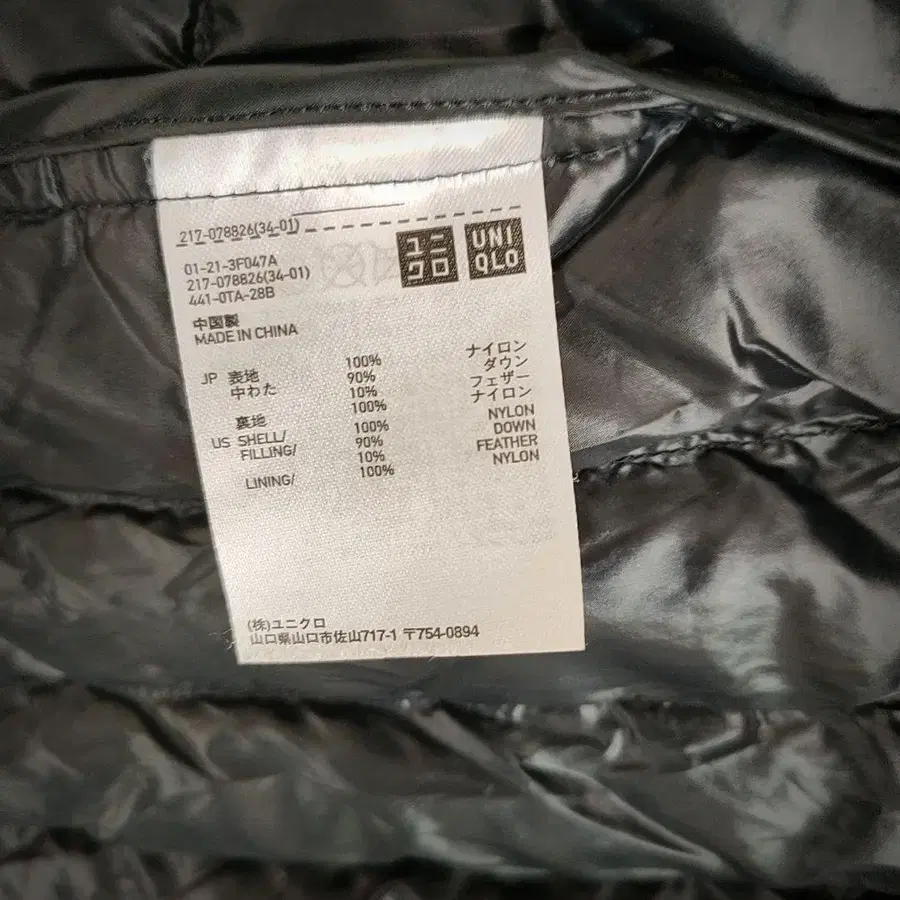 217-078826(34-01)
ユニクロ
UNIQLO
01-21-3F047A
217-078826(34-01)
441-0TA-28B
中国製
MADE IN CHINA
JP 表地 100% ナイロン
中わた 90% ダウン
10% フェザー
裏地 100% ナイロン
US SHELL/ 100% NYLON
FILLING/ 90% DOWN
10% FEATHER
LINING/ 100% NYLON
(株)ユニクロ
山口県山口市佐山717-1 〒754-0894